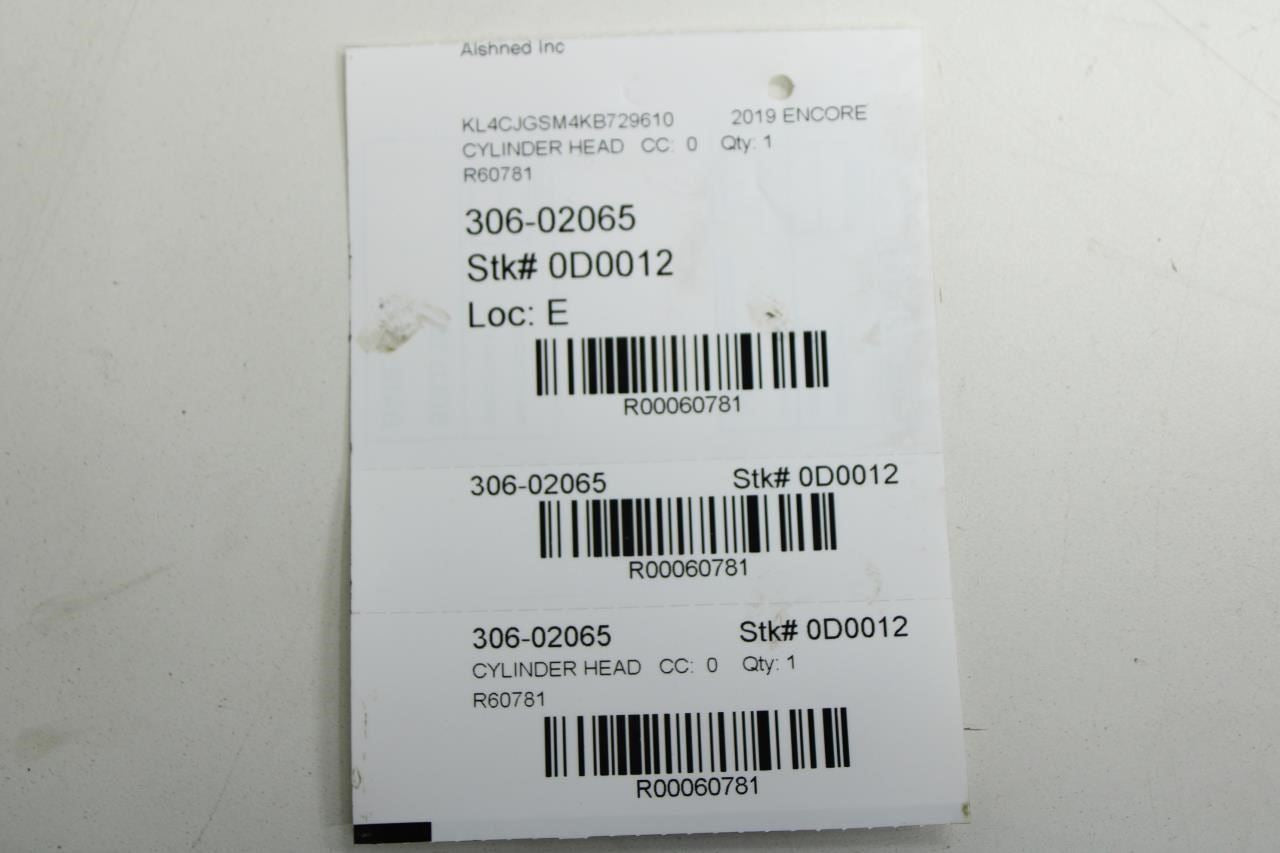 Alshned Inc
KL4CJGSM4KB729610 2019 ENCORE
CYLINDER HEAD CC: 0 Qty: 1
R60781
306-02065
Stk# 0D0012
Loc: E
R00060781
306-02065 Stk# 0D0012
R00060781
306-02065 Stk# 0D0012
CYLINDER HEAD CC: 0 Qty: 1
R60781
R00060781